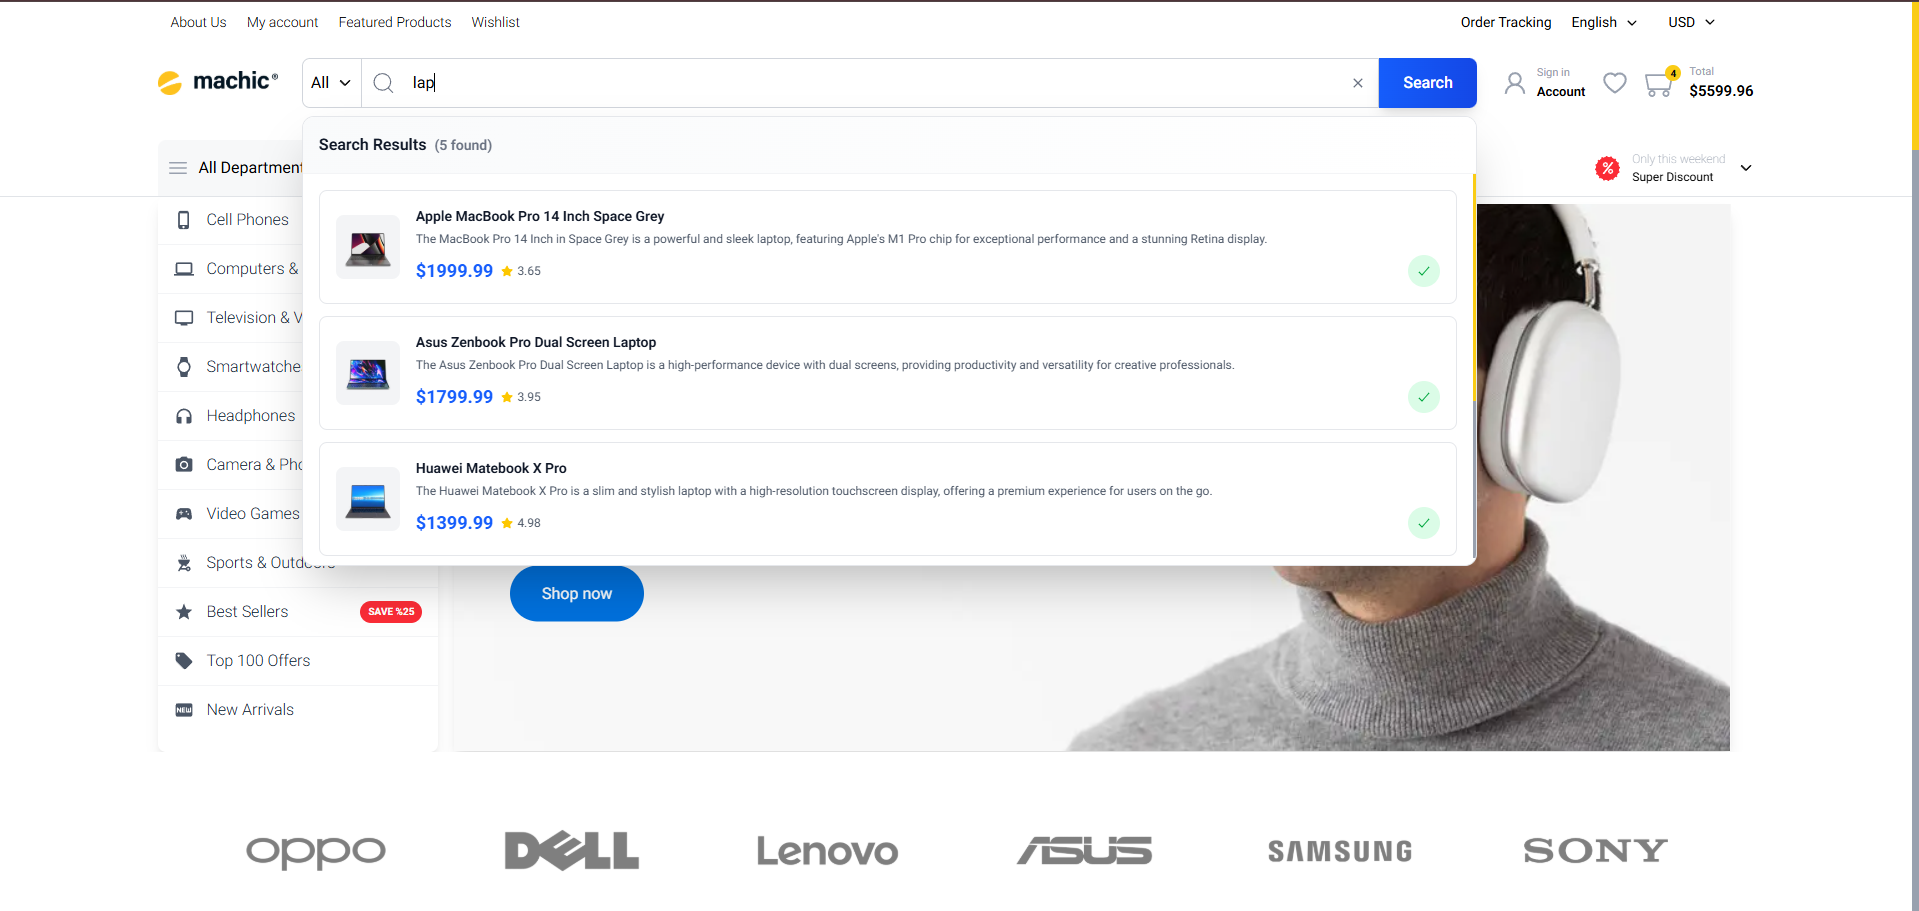 About Us My account Featured Products Wishlist Order Tracking English USD
machic® All lap Search Sign in Account 4 Total $5599.96
Search Results (5 found)
All Department Only this weekend
Super Discount
Cell Phones
Computers &
Television & V
Smartwatche
Headphones
Camera & Pho
Video Games
Sports & Outdoors
Best Sellers SAVE %25
Top 100 Offers
NEW New Arrivals
Apple MacBook Pro 14 Inch Space Grey
The MacBook Pro 14 Inch in Space Grey is a powerful and sleek laptop, featuring Apple's M1 Pro chip for exceptional performance and a stunning Retina display.
$1999.99 3.65
Asus Zenbook Pro Dual Screen Laptop
The Asus Zenbook Pro Dual Screen Laptop is a high-performance device with dual screens, providing productivity and versatility for creative professionals.
$1799.99 3.95
Huawei Matebook X Pro
The Huawei Matebook X Pro is a slim and stylish laptop with a high-resolution touchscreen display, offering a premium experience for users on the go.
$1399.99 4.98
Shop now
oppo DELL Lenovo ASUS SAMSUNG SONY